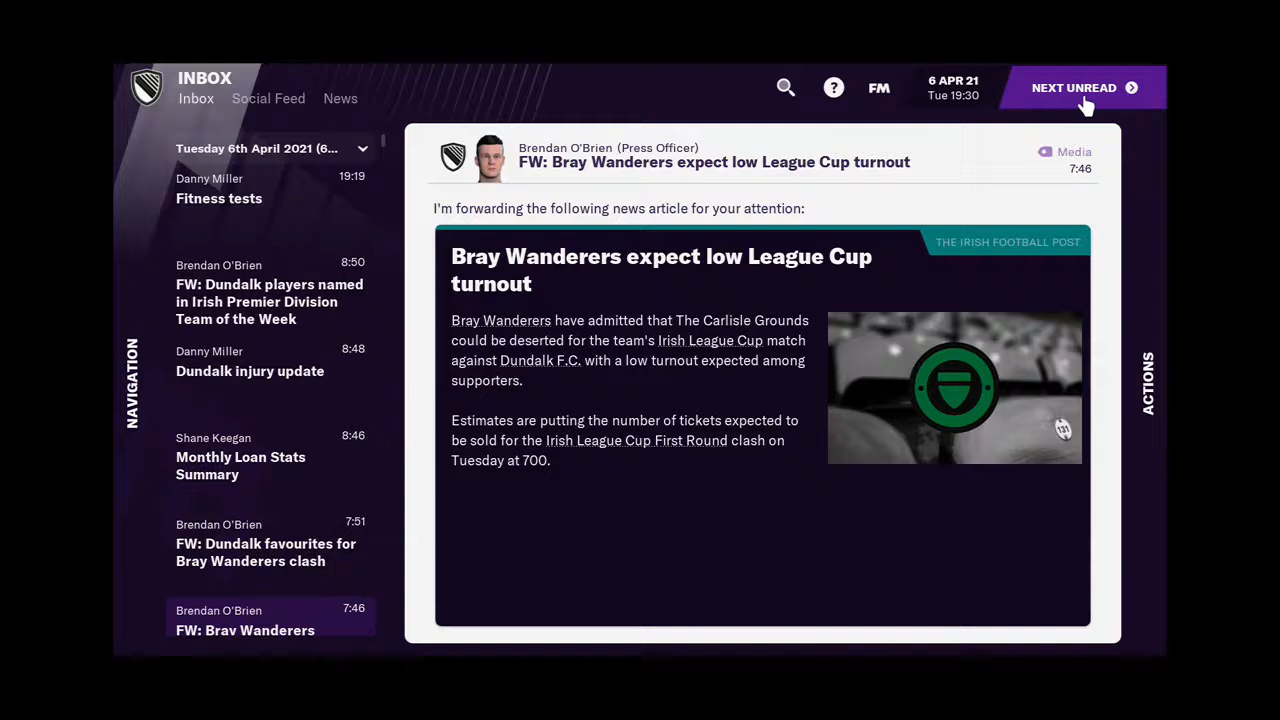 INBOX
Inbox Social Feed News
FM
6 APR 21
Tue 19:30
NEXT UNREAD
NAVIGATION
Tuesday 6th April 2021 (6...
Danny Miller 19:19
Fitness tests
Brendan O'Brien 8:50
FW: Dundalk players named
in Irish Premier Division
Team of the Week
Danny Miller 8:48
Dundalk injury update
Shane Keegan 8:46
Monthly Loan Stats
Summary
Brendan O'Brien 7:51
FW: Dundalk favourites for
Bray Wanderers clash
Brendan O'Brien 7:46
FW: Bray Wanderers
Brendan O'Brien (Press Officer)
FW: Bray Wanderers expect low League Cup turnout
Media
7:46
I'm forwarding the following news article for your attention:
THE IRISH FOOTBALL POST
Bray Wanderers expect low League Cup
turnout
Bray Wanderers have admitted that The Carlisle Grounds
could be deserted for the team's Irish League Cup match
against Dundalk F.C. with a low turnout expected among
supporters.
Estimates are putting the number of tickets expected to
be sold for the Irish League Cup First Round clash on
Tuesday at 700.
131
ACTIONS